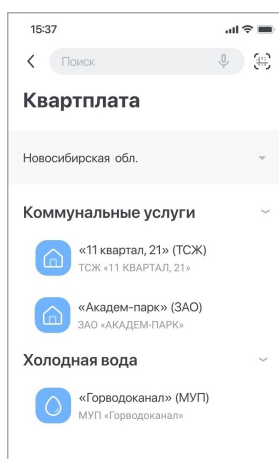 15:37
Поиск
Квартплата
Новосибирская обл.
Коммунальные услуги
«11 квартал, 21» (ТСЖ)
ТСЖ «11 КВАРТАЛ, 21»
«Академ-парк» (ЗАО)
ЗАО «АКАДЕМ-ПАРК»
Холодная вода
«Горводоканал» (МУП)
МУП «Горводоканал»